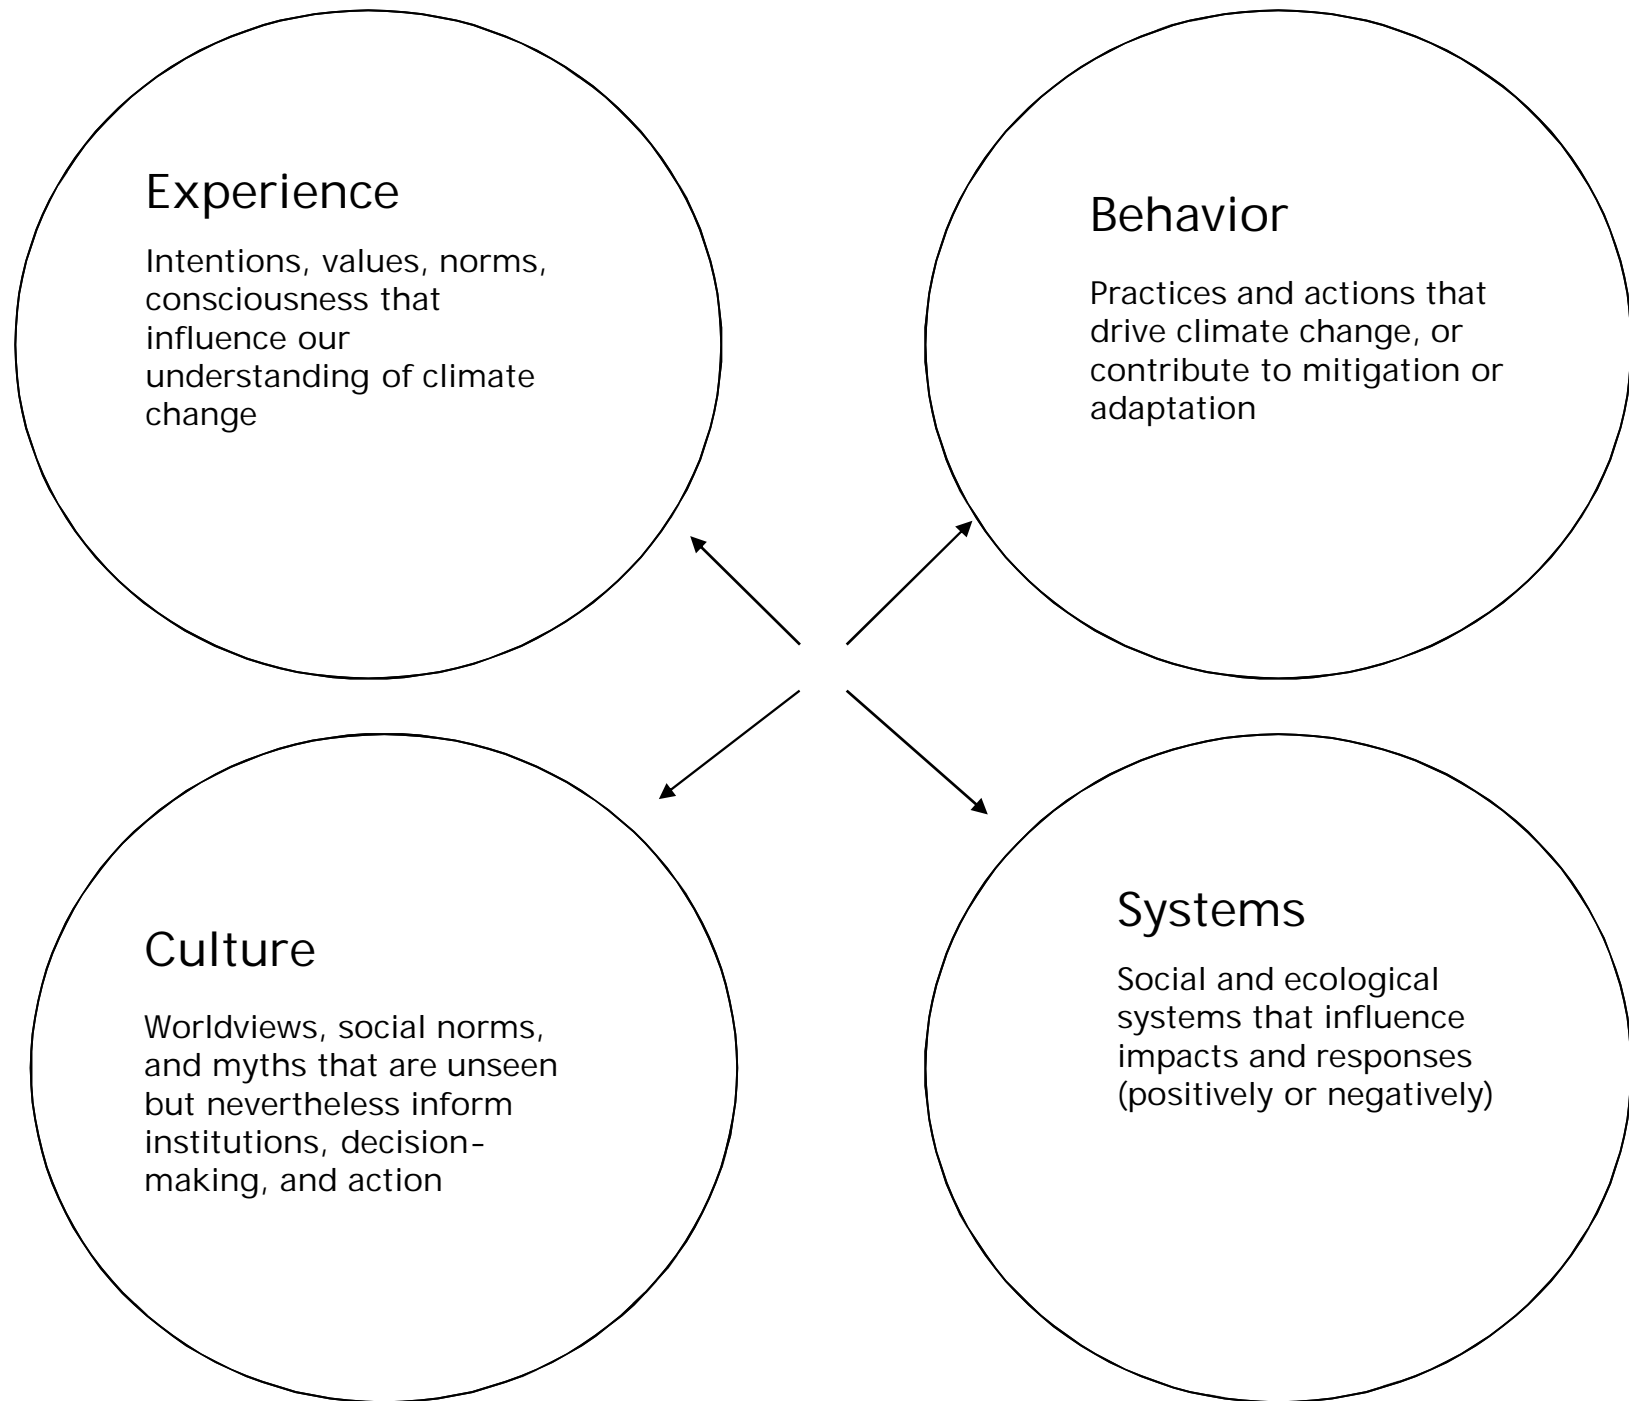 Experience
Intentions, values, norms,
consciousness that
influence our
understanding of climate
change
Behavior
Practices and actions that
drive climate change, or
contribute to mitigation or
adaptation
Culture
Worldviews, social norms,
and myths that are unseen
but nevertheless inform
institutions, decision-
making, and action
Systems
Social and ecological
systems that influence
impacts and responses
(positively or negatively)